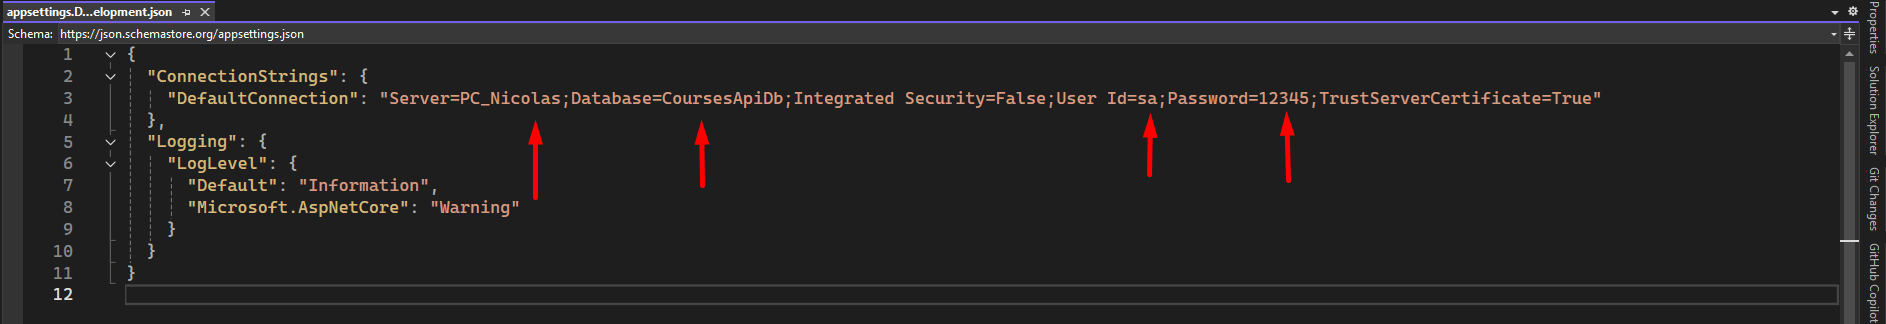 appsettings.D...elopment.json
Schema: https://json.schemastore.org/appsettings.json
1 {
2 "ConnectionStrings": {
3 "DefaultConnection": "Server=PC_Nicolas;Database=CoursesApiDb;Integrated Security=False;User Id=sa;Password=12345;TrustServerCertificate=True"
4 },
5 "Logging": {
6 "LogLevel": {
7 "Default": "Information",
8 "Microsoft.AspNetCore": "Warning"
9 }
10 }
11 }
12
Properties
Solution Explorer
Git Changes
GitHub Copilot